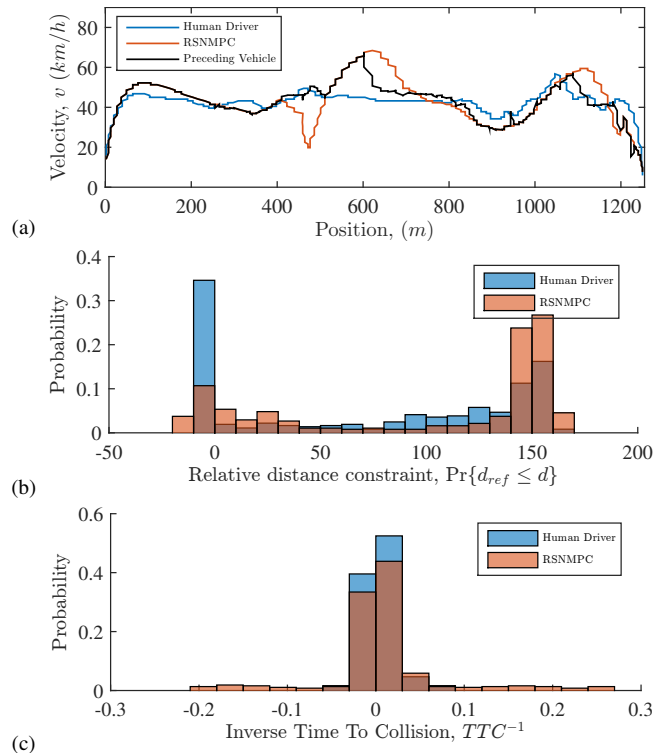 80
60
40
20
0
Velocity, v (km/h)
Human Driver
RSNMPC
Preceding Vehicle
0 200 400 600 800 1000 1200
(a)
Position, (m)
0.4
0.3
0.2
0.1
0
Probability
Human Driver
RSNMPC
-50 0 50 100 150 200
(b)
Relative distance constraint, Pr{d_ref ≤ d}
0.6
0.4
0.2
0
Probability
Human Driver
RSNMPC
-0.3 -0.2 -0.1 0 0.1 0.2 0.3
(c)
Inverse Time To Collision, TTC⁻¹